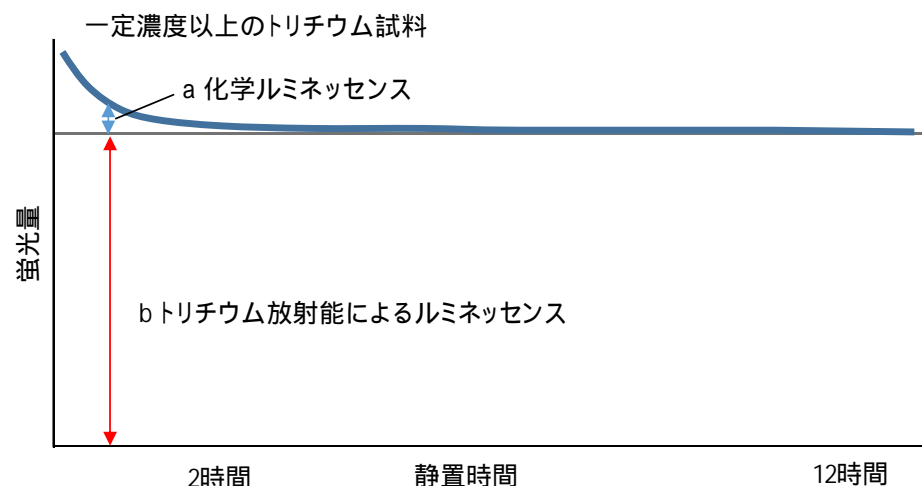 一定濃度以上のトリチウム試料
a 化学ルミネッセンス
蛍光量
b トリチウム放射能によるルミネッセンス
2時間
静置時間
12時間